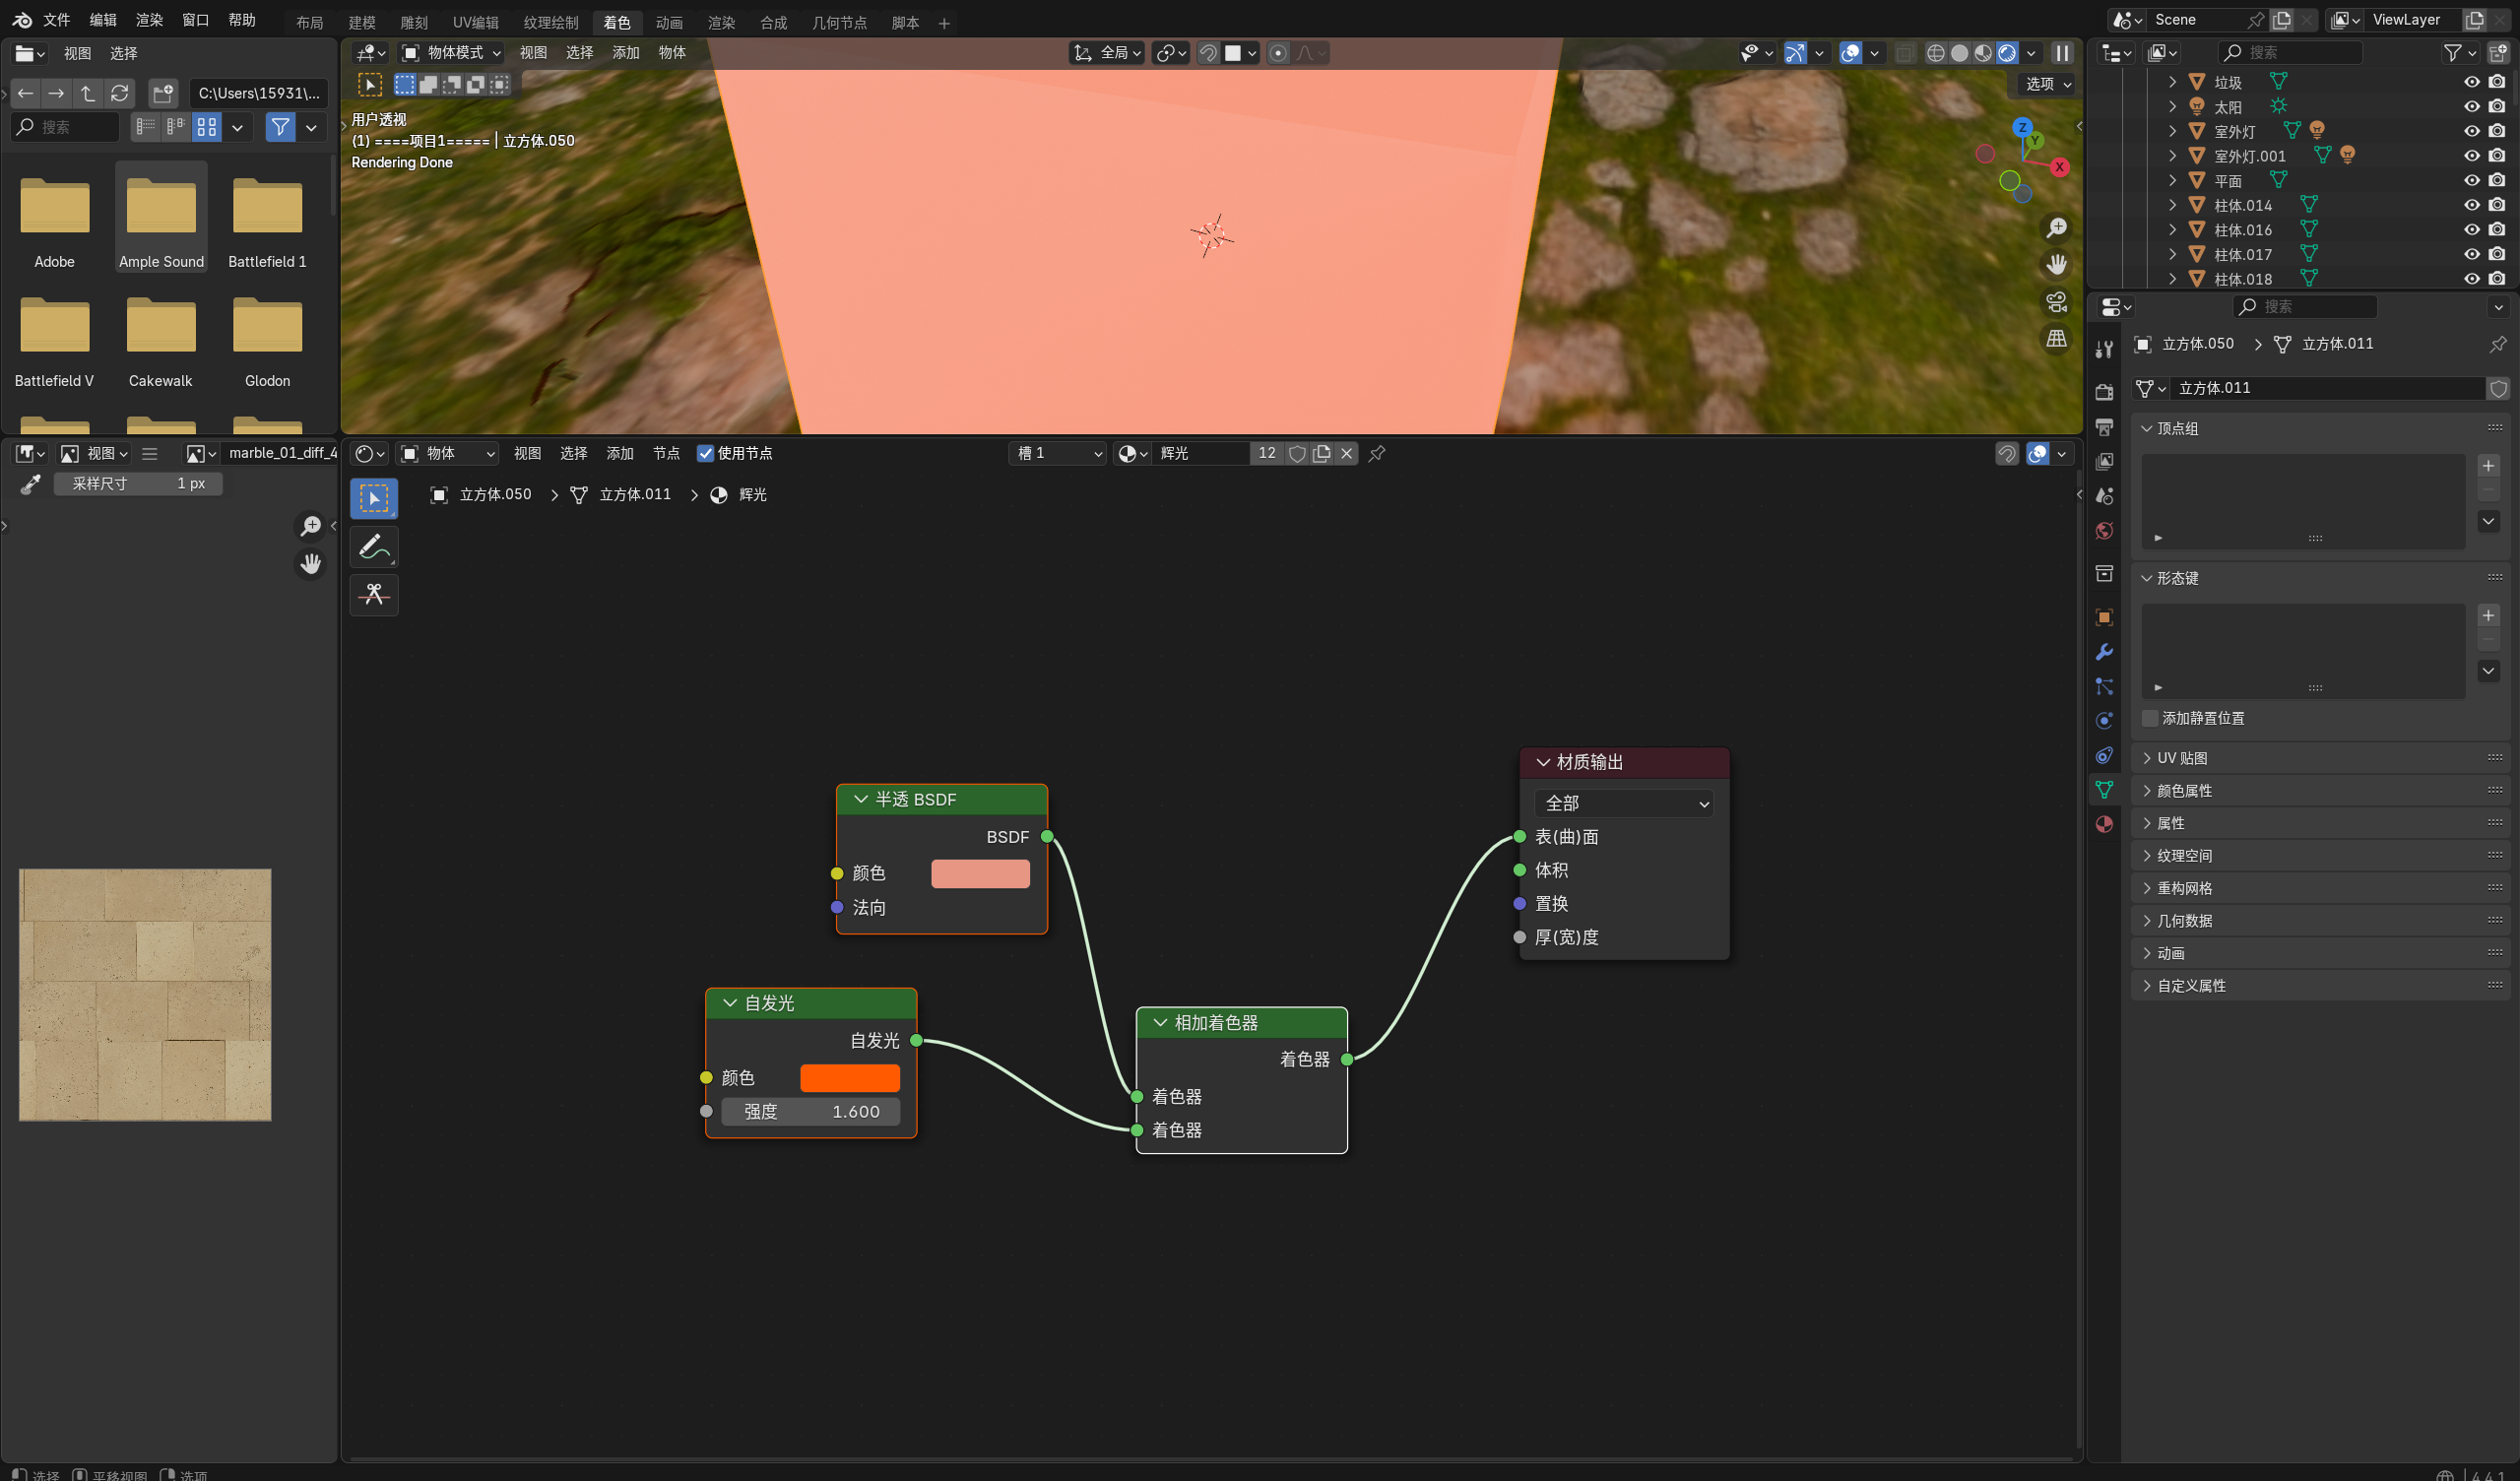 文件 编辑 渲染 窗口 帮助 布局 建模 雕刻 UV编辑 纹理绘制 着色 动画 渲染 合成 几何节点 脚本 Scene ViewLayer
视图 选择
C:\Users\15931\...
搜索
Adobe Ample Sound Battlefield 1
Battlefield V Cakewalk Glodon
物体模式 视图 选择 添加 物体 全局
选项
用户透视
(1) ====项目1===== | 立方体.050
Rendering Done
Z
Y
X
搜索
垃圾
太阳
室外灯
室外灯.001
平面
柱体.014
柱体.016
柱体.017
柱体.018
搜索
立方体.050 立方体.011
立方体.011
顶点组
形态键
添加静置位置
UV 贴图
颜色属性
属性
纹理空间
重构网格
几何数据
动画
自定义属性
视图 marble_01_diff_4
采样尺寸 1 px
物体 视图 选择 添加 节点 使用节点 槽 1 辉光 12
立方体.050 立方体.011 辉光
半透 BSDF
BSDF
颜色
法向
自发光
自发光
颜色
强度 1.600
相加着色器
着色器
着色器
着色器
材质输出
全部
表(曲)面
体积
置换
厚(宽)度
选择 平移视图 选项
4.4.1